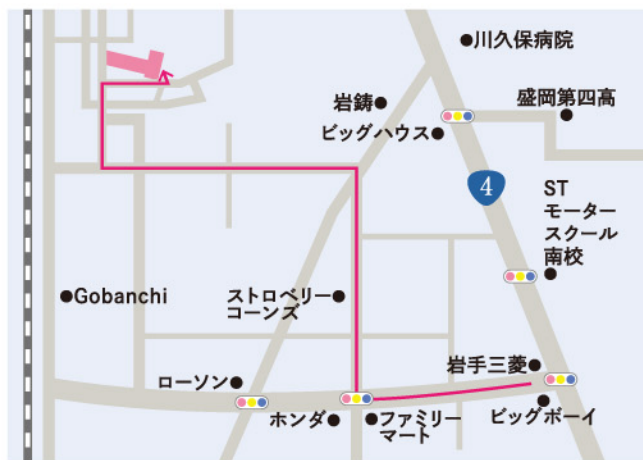 川久保病院
岩鋳
盛岡第四高
ビッグハウス
4
ST
モーター
スクール
南校
Gobanchi
ストロベリー
コーンズ
岩手三菱
ローソン
ホンダ
ファミリー
マート
ビッグボーイ